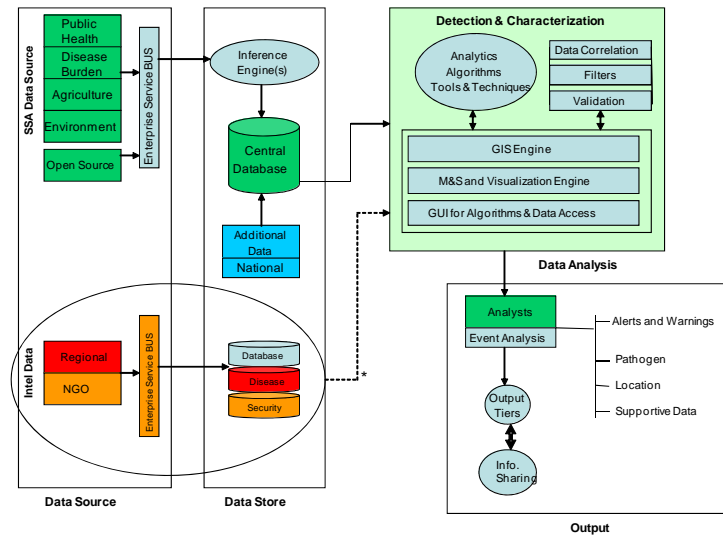 SSA Data Source
Public
Health
Disease
Burden
Agriculture
Environment
Open Source
Enterprise Service BUS
Inference
Engine(s)
Central
Database
Additional
Data
National
Intel Data
Regional
NGO
Enterprise Service BUS
Database
Disease
Security
*
Data Source
Data Store
Detection & Characterization
Analytics
Algorithms
Tools & Techniques
Data Correlation
Filters
Validation
GIS Engine
M&S and Visualization Engine
GUI for Algorithms & Data Access
Data Analysis
Analysts
Event Analysis
Alerts and Warnings
Pathogen
Location
Supportive Data
Output
Tiers
Info.
Sharing
Output